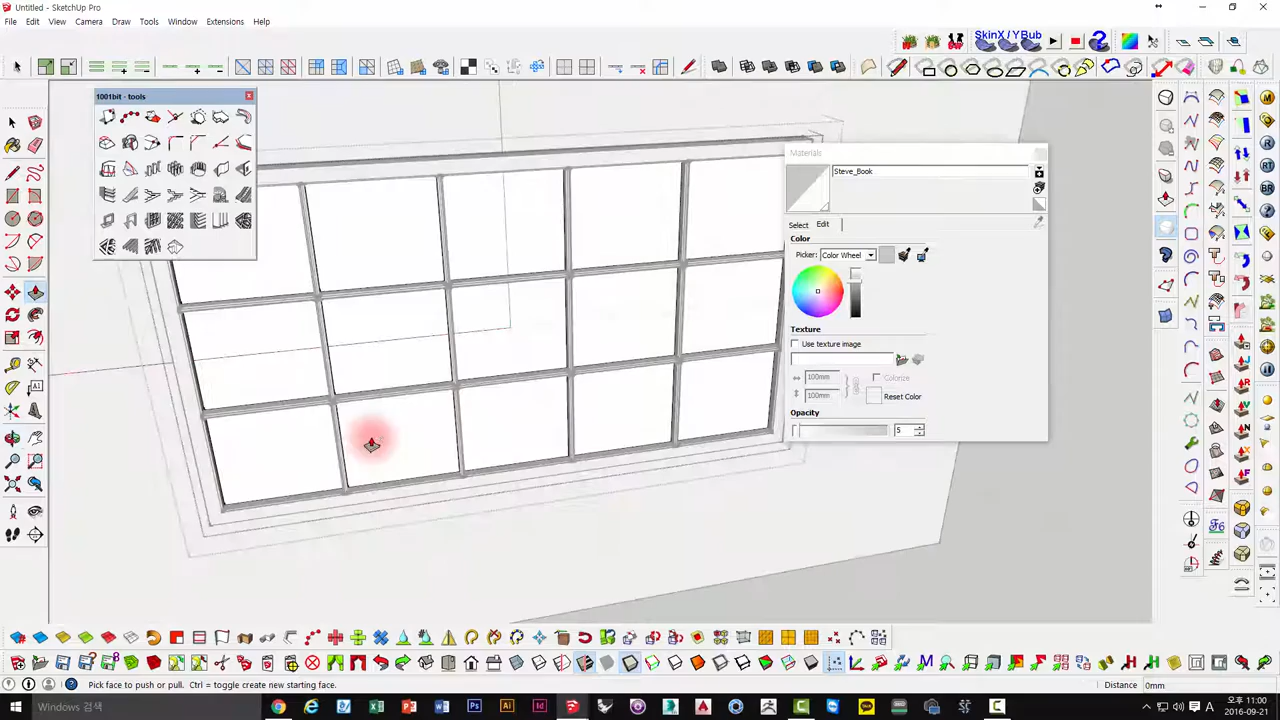 Untitled - SketchUp Pro
File Edit View Camera Draw Tools Window Extensions Help
SkinX / YBub
1001bit - tools
Materials
Steve_Book
Select Edit
Color
Picker: Color Wheel
Texture
Use texture image
100mm Colorize
100mm Reset Color
Opacity
5
Pick face to push or pull. Ctrl = toggle create new starting face. Distance 0mm
Windows 검색
A 오후 11:00
2016-09-21